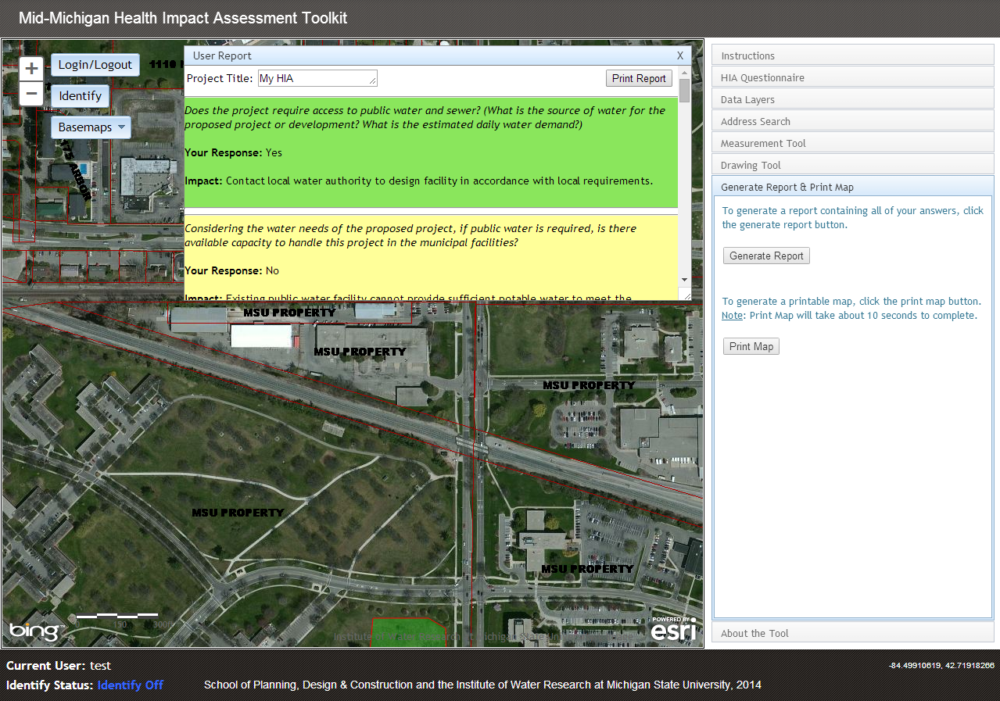 Mid-Michigan Health Impact Assessment Toolkit
+
−
Login/Logout
1110
Identify
Basemaps
ARBOR
User Report
X
Project Title: My HIA
Print Report
Does the project require access to public water and sewer? (What is the source of water for the
proposed project or development? What is the estimated daily water demand?)
Your Response: Yes
Impact: Contact local water authority to design facility in accordance with local requirements.
Considering the water needs of the proposed project, if public water is required, is there
available capacity to handle this project in the municipal facilities?
Your Response: No
Impact: Existing public water facility cannot provide sufficient potable water to meet the
MSU PROPERTY
MSU PROPERTY
MSU PROPERTY
MSU PROPERTY
MSU PROPERTY
0 150 300ft
bing™
Institute of Water Research at Michigan State
POWERED BY
esri
Instructions
HIA Questionnaire
Data Layers
Address Search
Measurement Tool
Drawing Tool
Generate Report & Print Map
To generate a report containing all of your answers, click
the generate report button.
Generate Report
To generate a printable map, click the print map button.
Note: Print Map will take about 10 seconds to complete.
Print Map
About the Tool
Current User: test
Identify Status: Identify Off
School of Planning, Design & Construction and the Institute of Water Research at Michigan State University, 2014
-84.49910619, 42.71918266